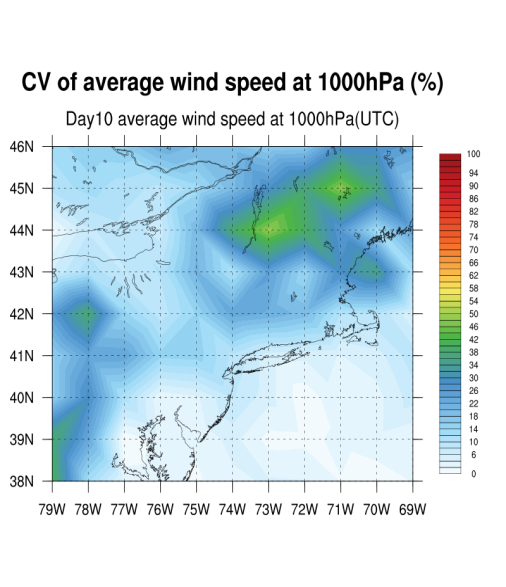 CV of average wind speed at 1000hPa (%)
Day10 average wind speed at 1000hPa(UTC)
46N
45N
44N
43N
42N
41N
40N
39N
38N
79W 78W 77W 76W 75W 74W 73W 72W 71W 70W 69W
100
94
90
86
82
78
74
70
66
62
58
54
50
46
42
38
34
30
26
22
18
14
10
6
0